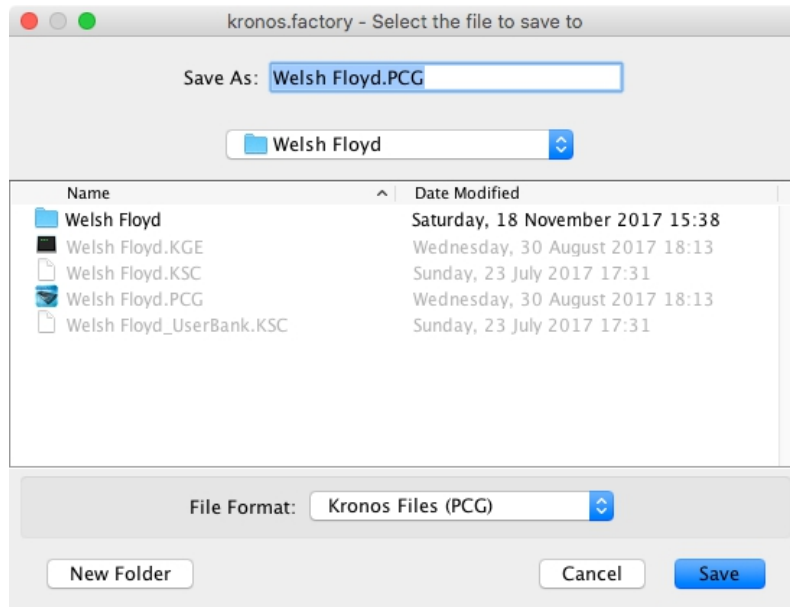 kronos.factory - Select the file to save to
Save As: Welsh Floyd.PCG
Welsh Floyd
Name Date Modified
Welsh Floyd Saturday, 18 November 2017 15:38
Welsh Floyd.KGE Wednesday, 30 August 2017 18:13
Welsh Floyd.KSC Sunday, 23 July 2017 17:31
Welsh Floyd.PCG Wednesday, 30 August 2017 18:13
Welsh Floyd_UserBank.KSC Sunday, 23 July 2017 17:31
File Format: Kronos Files (PCG)
New Folder Cancel Save